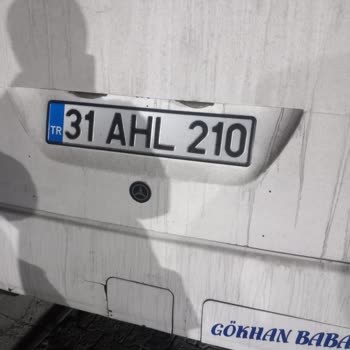 TR 31 AHL 210
GÖKHAN BABA